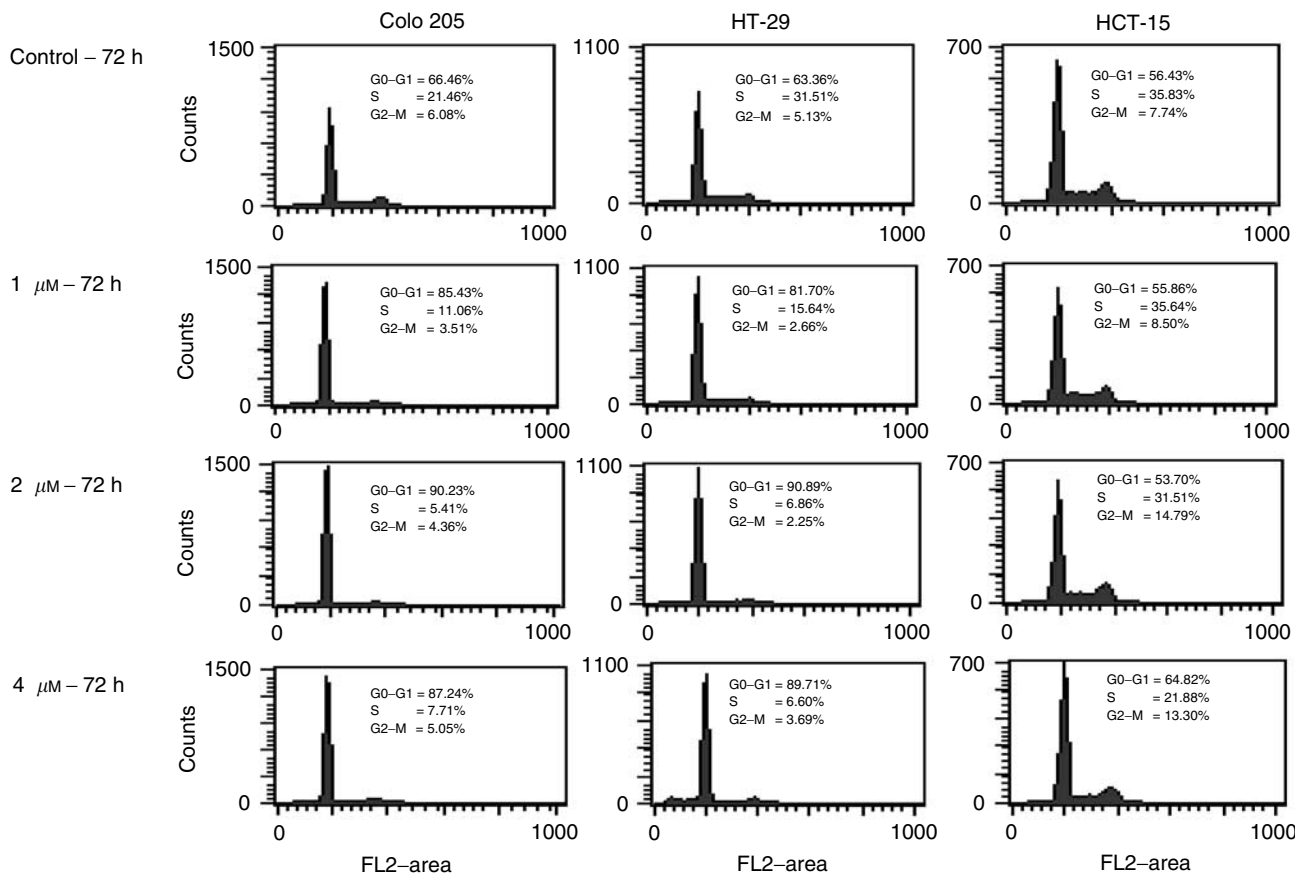 Colo 205 HT-29 HCT-15
Control – 72 h
1500
Counts
0
G0–G1 = 66.46%
S = 21.46%
G2–M = 6.08%
0 1000
1100
0
G0–G1 = 63.36%
S = 31.51%
G2–M = 5.13%
0 1000
700
0
G0–G1 = 56.43%
S = 35.83%
G2–M = 7.74%
0 1000
1 μM – 72 h
1500
Counts
0
G0–G1 = 85.43%
S = 11.06%
G2–M = 3.51%
0 1000
1100
0
G0–G1 = 81.70%
S = 15.64%
G2–M = 2.66%
0 1000
700
0
G0–G1 = 55.86%
S = 35.64%
G2–M = 8.50%
0 1000
2 μM – 72 h
1500
Counts
0
G0–G1 = 90.23%
S = 5.41%
G2–M = 4.36%
0 1000
1100
0
G0–G1 = 90.89%
S = 6.86%
G2–M = 2.25%
0 1000
700
0
G0–G1 = 53.70%
S = 31.51%
G2–M = 14.79%
0 1000
4 μM – 72 h
1500
Counts
0
G0–G1 = 87.24%
S = 7.71%
G2–M = 5.05%
0 1000
FL2–area
1100
0
G0–G1 = 89.71%
S = 6.60%
G2–M = 3.69%
0 1000
FL2–area
700
0
G0–G1 = 64.82%
S = 21.88%
G2–M = 13.30%
0 1000
FL2–area